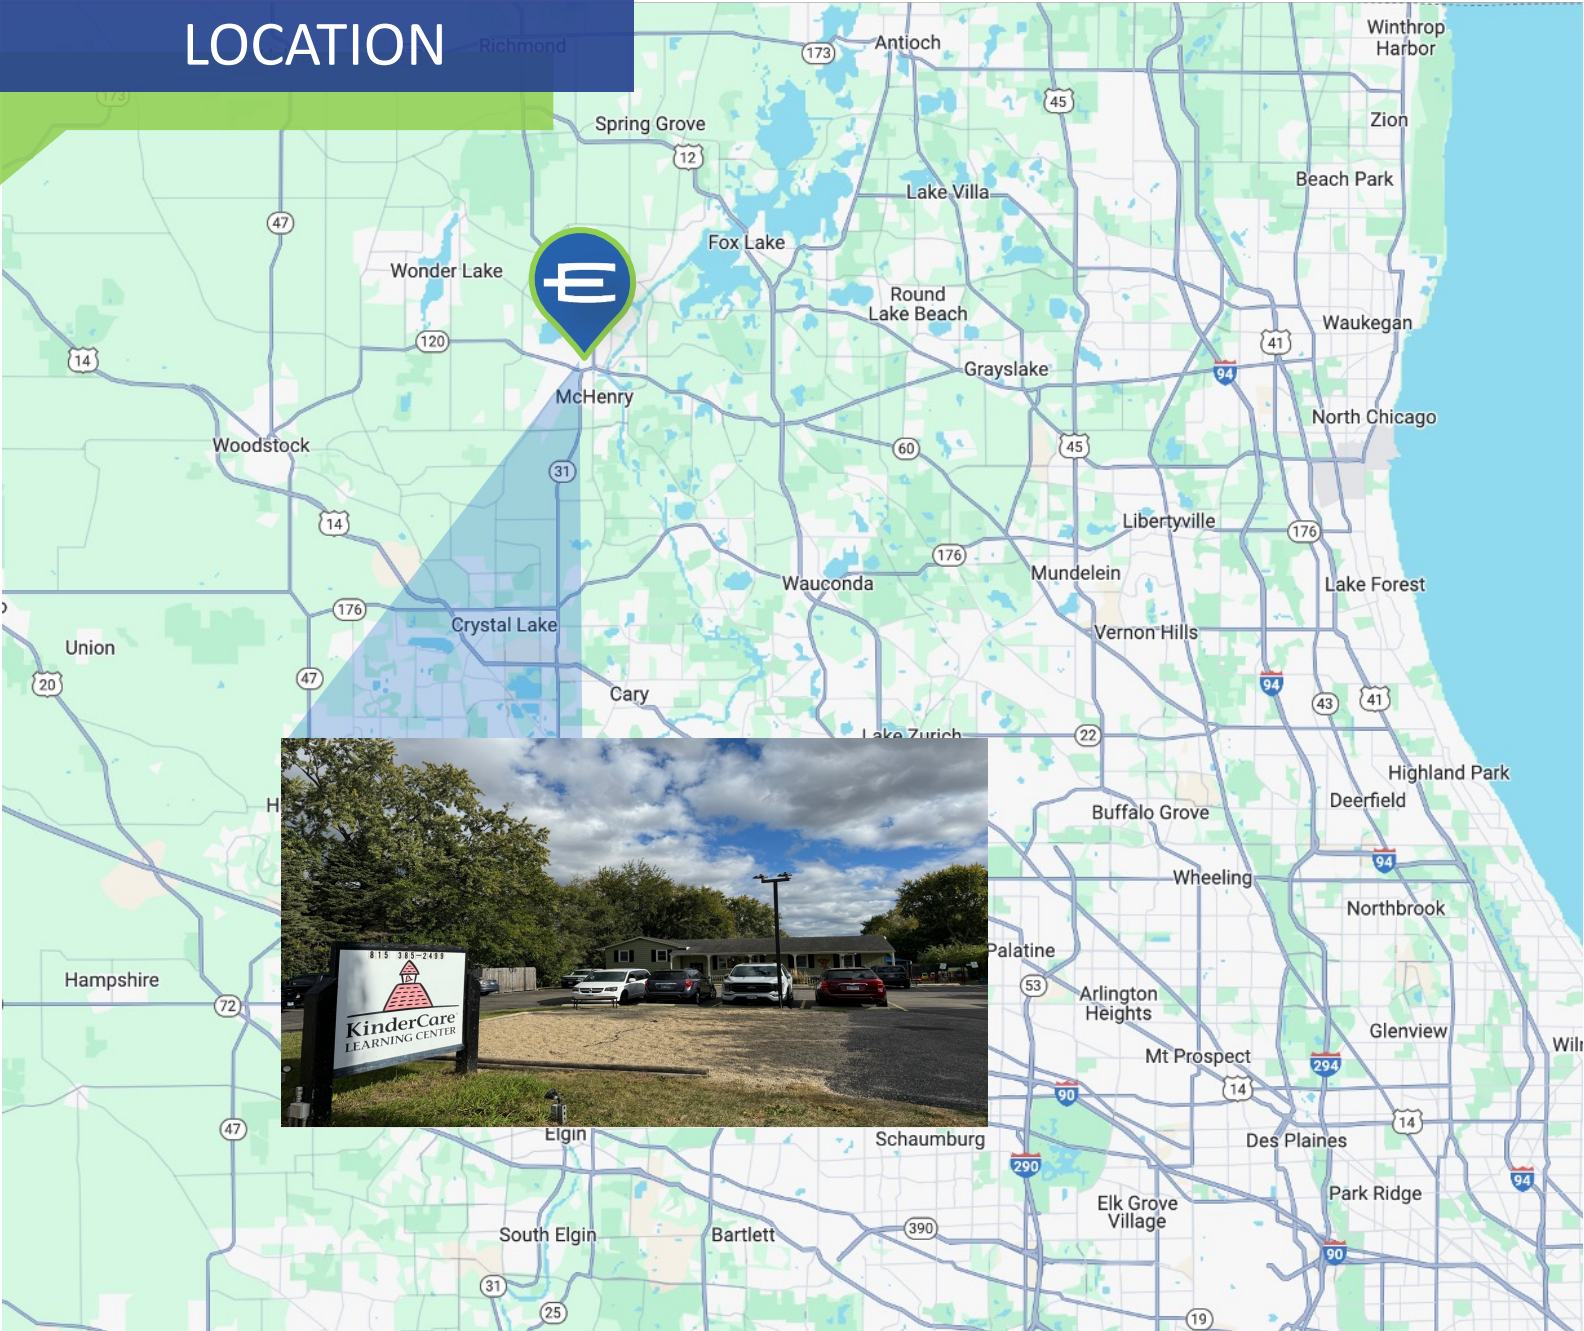 LOCATION
Richmond
173
173
Antioch
Winthrop
Harbor
45
Zion
Spring Grove
12
Beach Park
Lake Villa
47
Fox Lake
Wonder Lake
E
Round
Lake Beach
Waukegan
120
41
14
94
Grayslake
McHenry
North Chicago
Woodstock
60
45
31
14
Libertyville
176
176
Mundelein
Wauconda
Lake Forest
176
Crystal Lake
Vernon Hills
Union
47
20
94
Cary
43
41
Lake Zurich
22
Highland Park
Deerfield
H
Buffalo Grove
94
Wheeling
Northbrook
Palatine
815 385-2499
Hampshire
53
72
Arlington
Heights
KinderCare
LEARNING CENTER
Glenview
Wilr
Mt Prospect
294
90
14
47
14
Elgin
Schaumburg
Des Plaines
290
94
Park Ridge
Elk Grove
Village
South Elgin
Bartlett
390
90
31
25
19